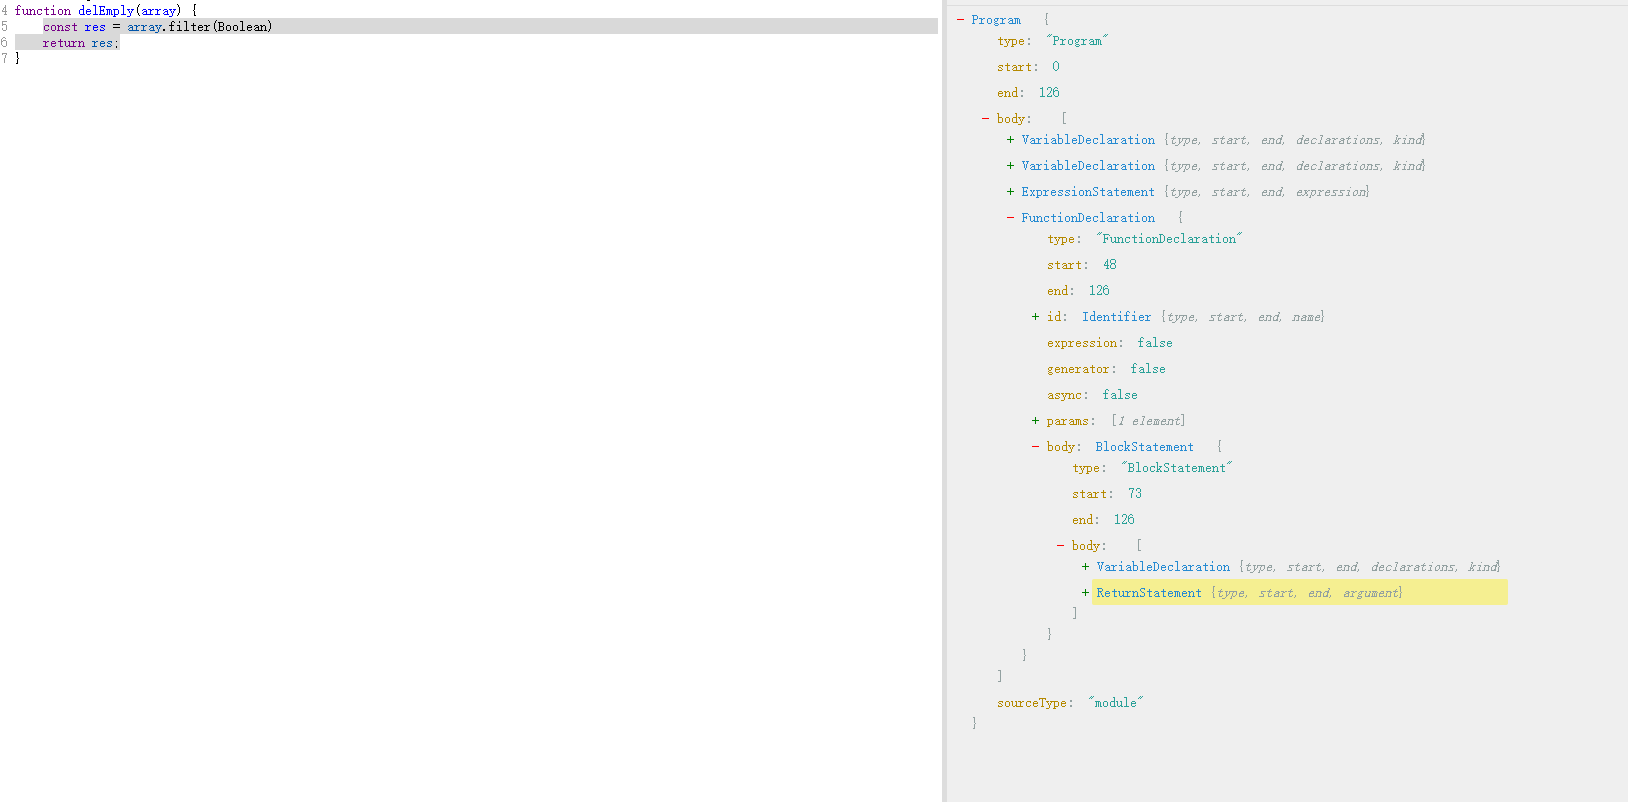 4 function delEmply(array) {
5 const res = array.filter(Boolean)
6 return res;
7 }
− Program {
type: "Program"
start: 0
end: 126
− body: [
+ VariableDeclaration {type, start, end, declarations, kind}
+ VariableDeclaration {type, start, end, declarations, kind}
+ ExpressionStatement {type, start, end, expression}
− FunctionDeclaration {
type: "FunctionDeclaration"
start: 48
end: 126
+ id: Identifier {type, start, end, name}
expression: false
generator: false
async: false
+ params: [1 element]
− body: BlockStatement {
type: "BlockStatement"
start: 73
end: 126
− body: [
+ VariableDeclaration {type, start, end, declarations, kind}
+ ReturnStatement {type, start, end, argument}
]
}
}
]
sourceType: "module"
}